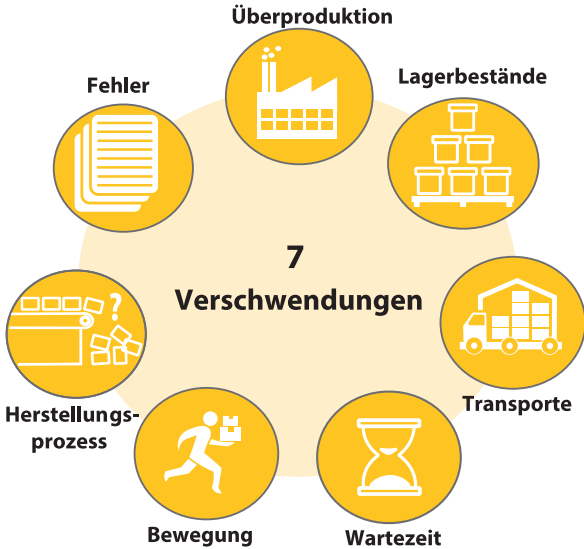 Überproduktion
Lagerbestände
Fehler
7
Verschwendungen
?
Transporte
Herstellungs-
prozess
Bewegung
Wartezeit